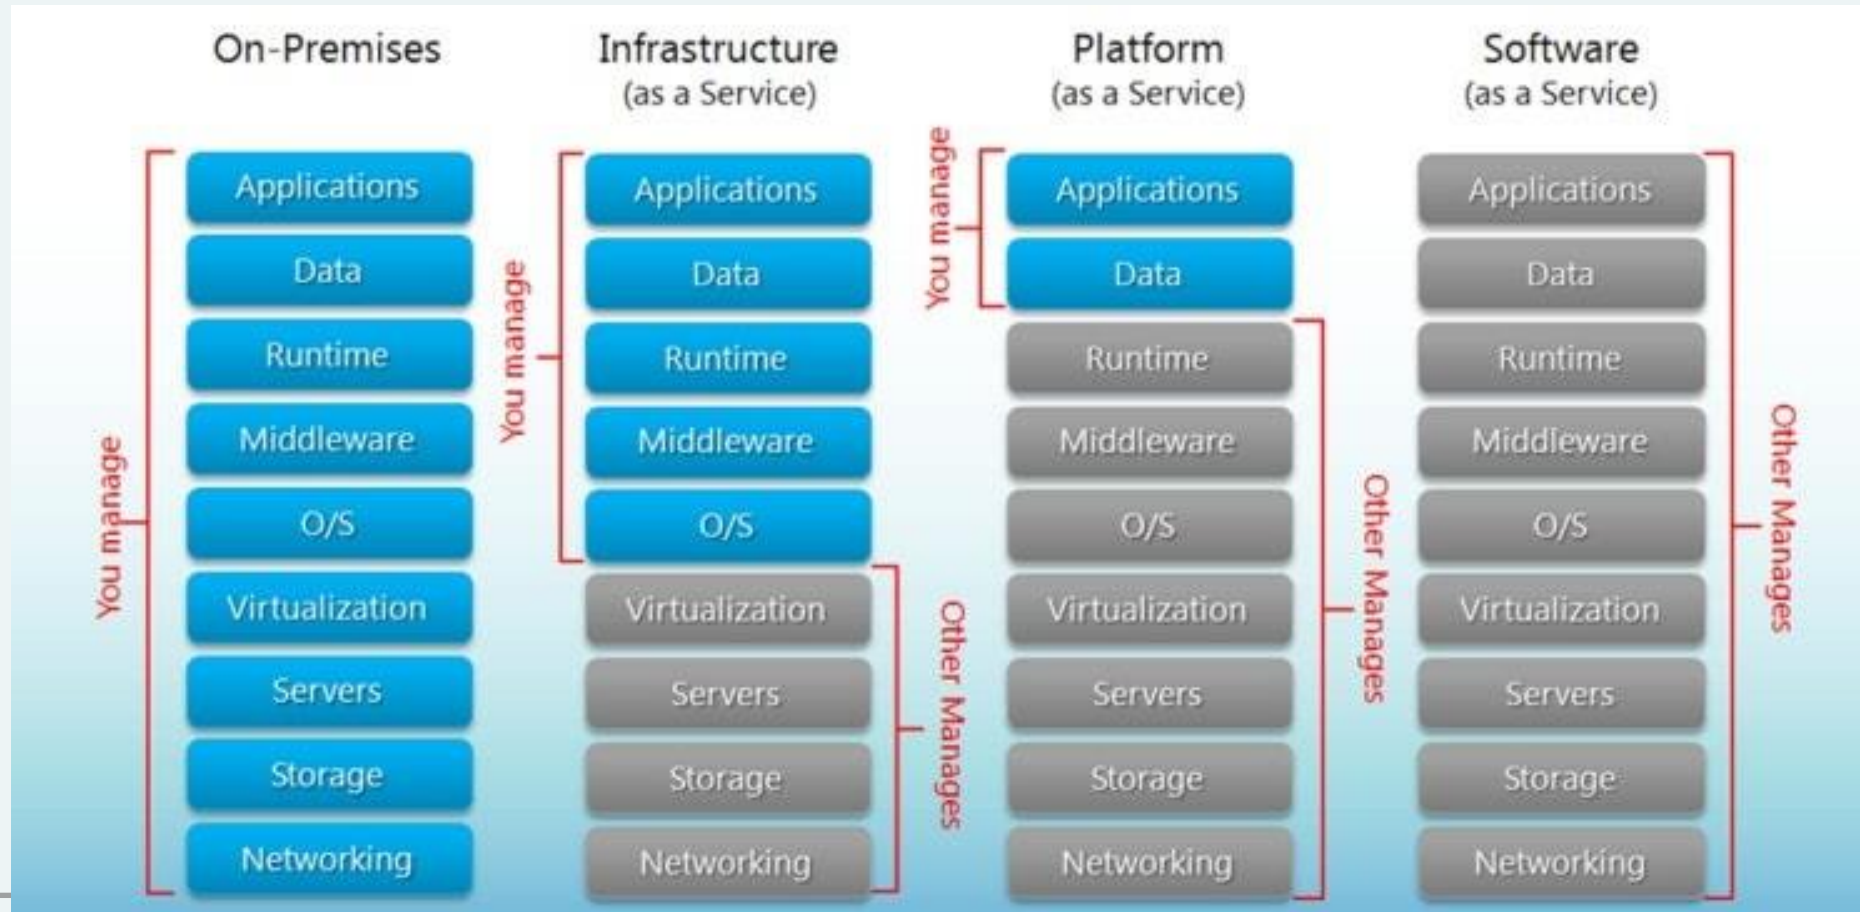 On-Premises
You manage
Applications
Data
Runtime
Middleware
O/S
Virtualization
Servers
Storage
Networking
Infrastructure
(as a Service)
You manage
Applications
Data
Runtime
Middleware
O/S
Virtualization
Servers
Storage
Networking
Other Manages
Platform
(as a Service)
You manage
Applications
Data
Runtime
Middleware
O/S
Virtualization
Servers
Storage
Networking
Other Manages
Software
(as a Service)
Applications
Data
Runtime
Middleware
O/S
Virtualization
Servers
Storage
Networking
Other Manages